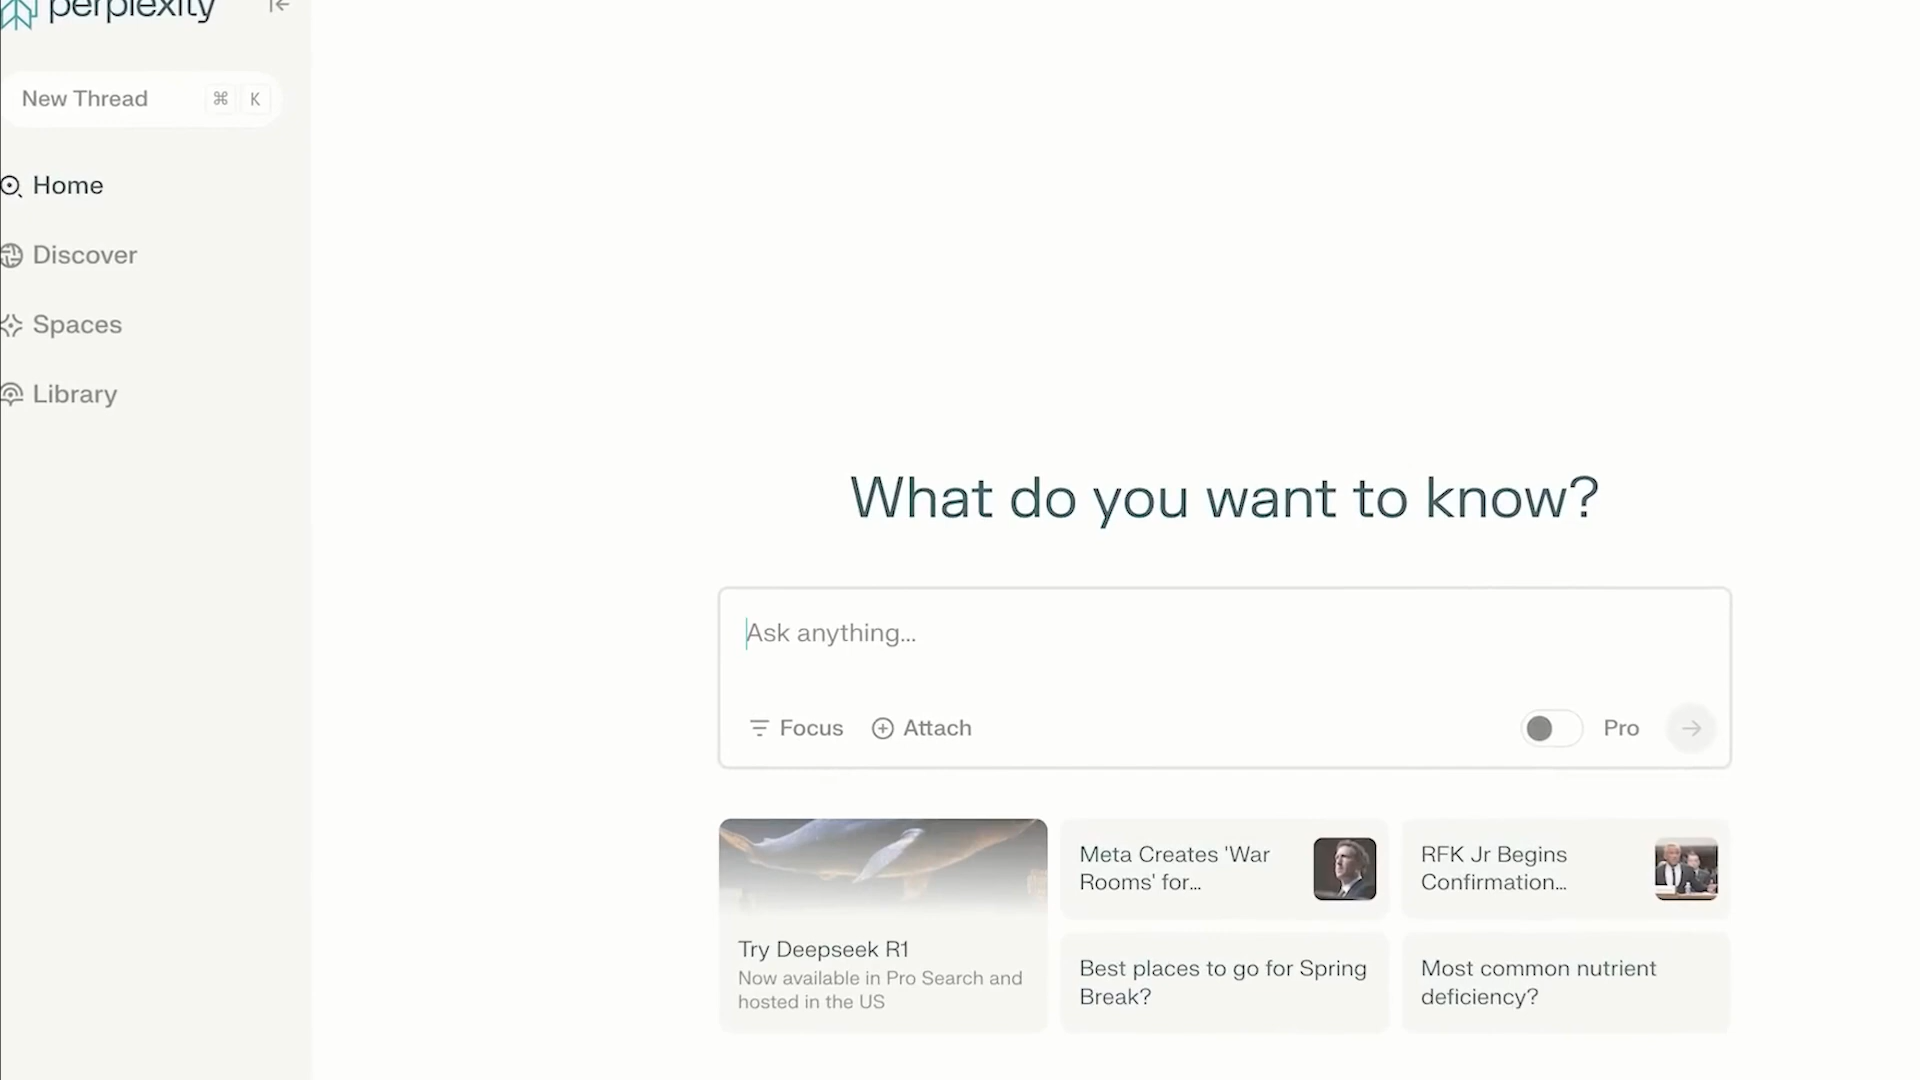 perplexity
New Thread ⌘ K
Home
Discover
Spaces
Library
What do you want to know?
Ask anything...
Focus Attach Pro
Try Deepseek R1
Now available in Pro Search and
hosted in the US
Meta Creates 'War
Rooms' for...
RFK Jr Begins
Confirmation...
Best places to go for Spring
Break?
Most common nutrient
deficiency?